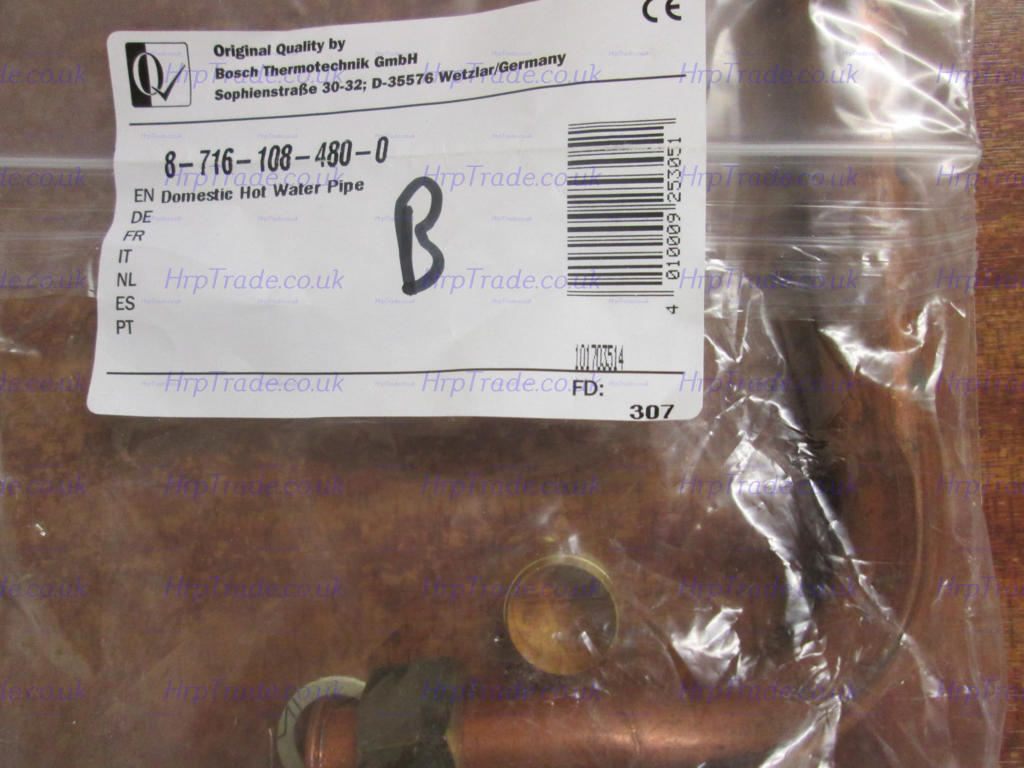 CE
Original Quality by
Bosch Thermotechnik GmbH
Sophienstraße 30-32; D-35576 Wetzlar/Germany
8-716-108-480-0
EN Domestic Hot Water Pipe
DE
FR
IT
NL
ES
PT
B
4 010009 253051
101703514
FD:
307
HrpTrade.co.uk